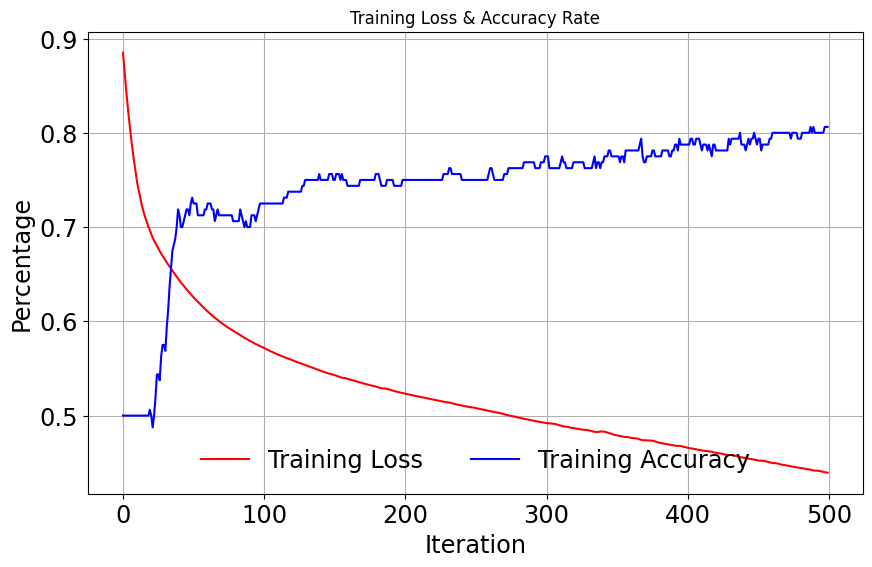 Training Loss & Accuracy Rate
0.9
0.8
0.7
0.6
0.5
Percentage
Training Loss
Training Accuracy
0 100 200 300 400 500
Iteration